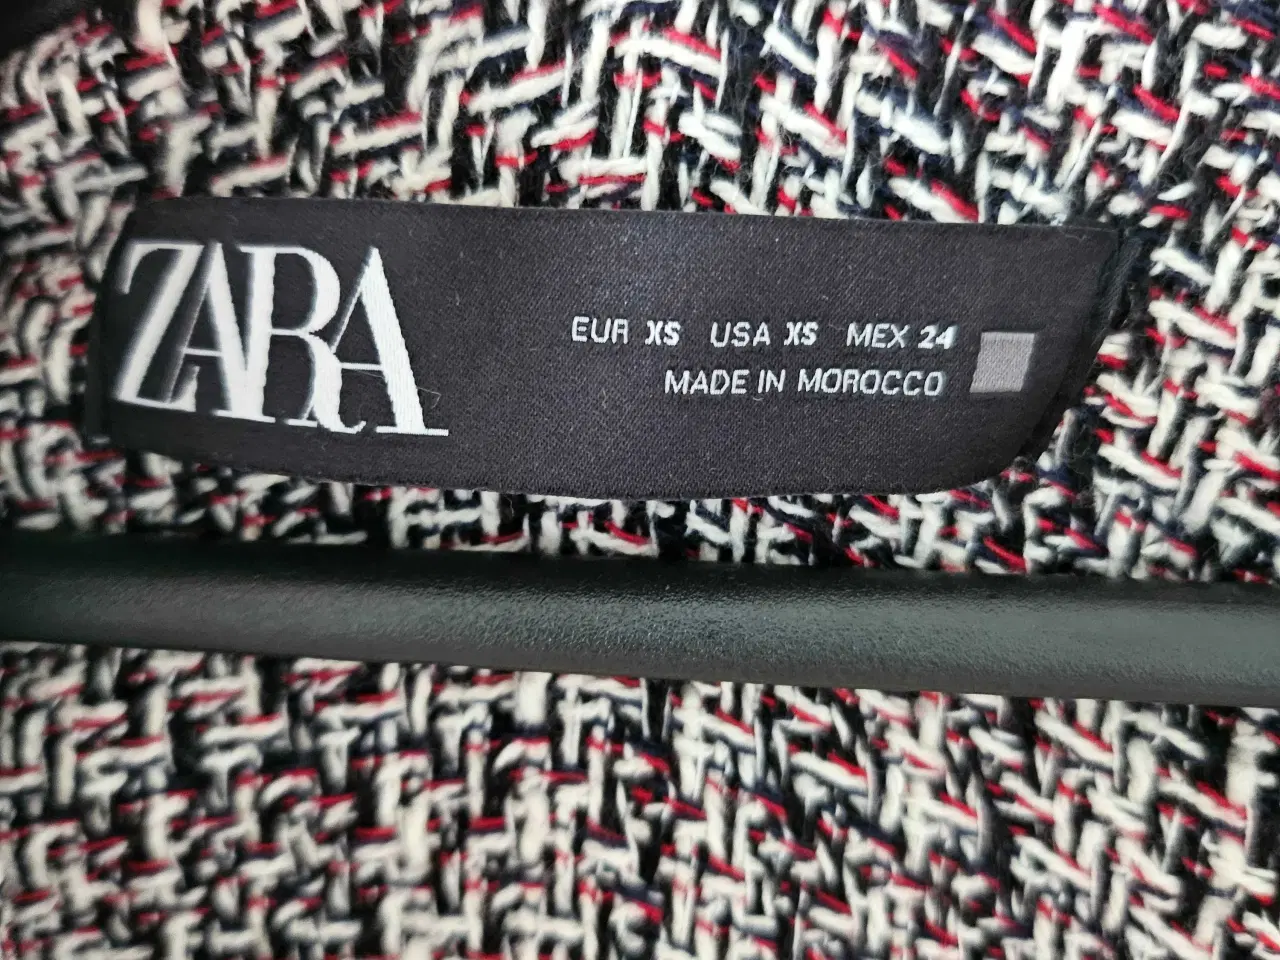 ZARA
EUR XS USA XS MEX 24
MADE IN MOROCCO